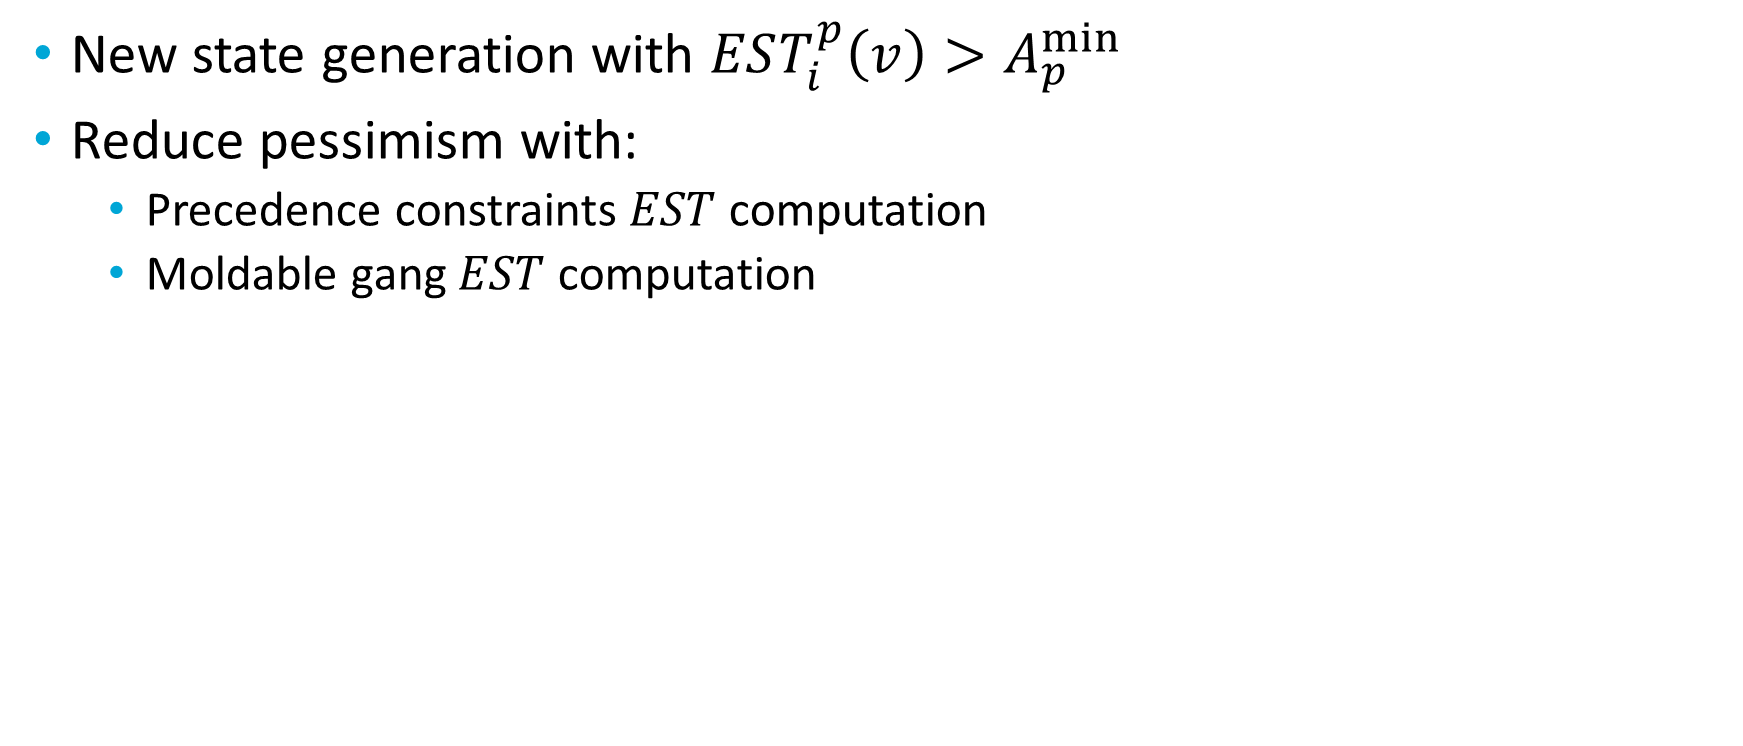 • New state generation with $EST_i^p(v) > A_p^{\min}$
• Reduce pessimism with:
• Precedence constraints $EST$ computation
• Moldable gang $EST$ computation